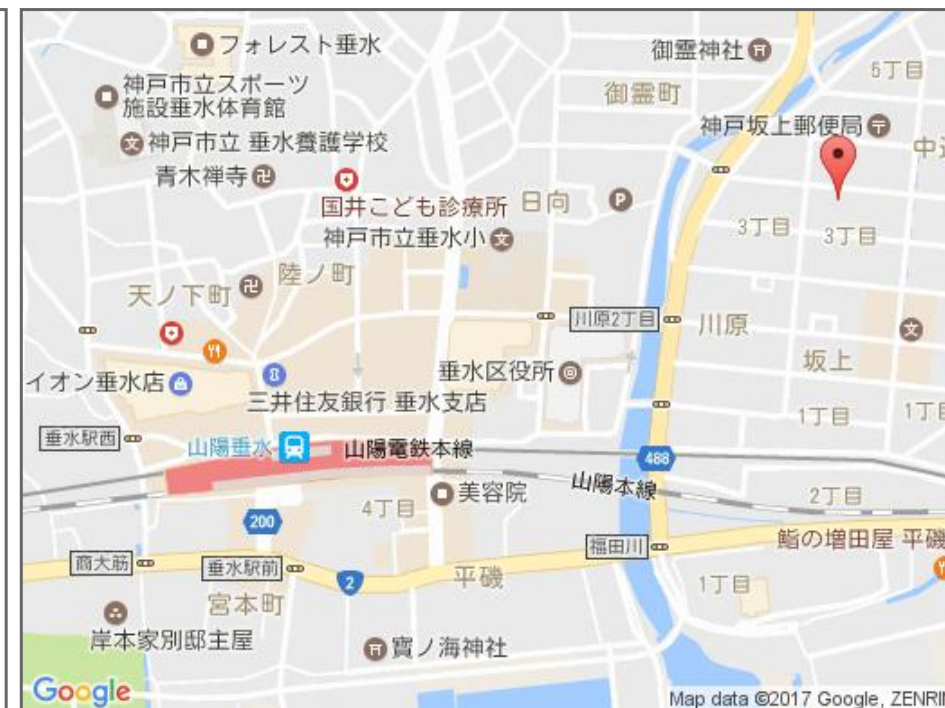 フォレスト垂水
御霊神社
5丁目
神戸市立スポーツ
施設垂水体育館
御霊町
神戸坂上郵便局
神戸市立 垂水養護学校
青木禅寺
国井こども診療所
日向
P
3丁目
3丁目
神戸市立垂水小
陸ノ町
天ノ下町
川原2丁目
川原
坂上
イオン垂水店
垂水区役所
三井住友銀行 垂水支店
1丁目
垂水駅西
山陽垂水
山陽電鉄本線
488
山陽本線
美容院
4丁目
2丁目
200
福田川
鮨の増田屋 平磯
商大筋
垂水駅前
2
平磯
1丁目
宮本町
岸本家別邸主屋
寳ノ海神社
Google
Map data ©2017 Google, ZENRI